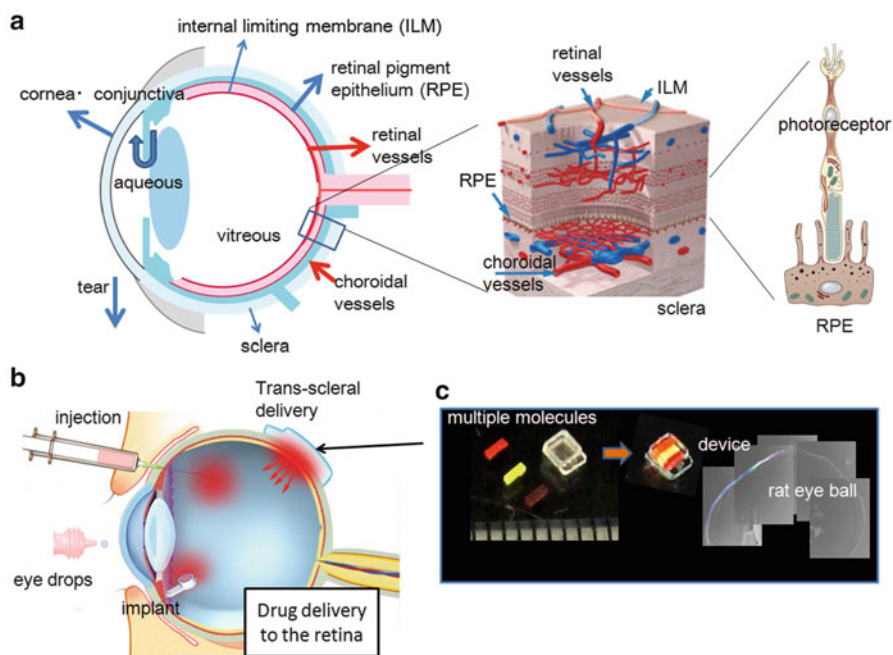 a
internal limiting membrane (ILM)
retinal pigment
epithelium (RPE)
cornea· conjunctiva
aqueous
retinal
vessels
vitreous
choroidal
vessels
tear
sclera
retinal
vessels
ILM
RPE
choroidal
vessels
sclera
photoreceptor
RPE
b
injection
Trans-scleral
delivery
eye drops
implant
Drug delivery
to the retina
c
multiple molecules
device
rat eye ball